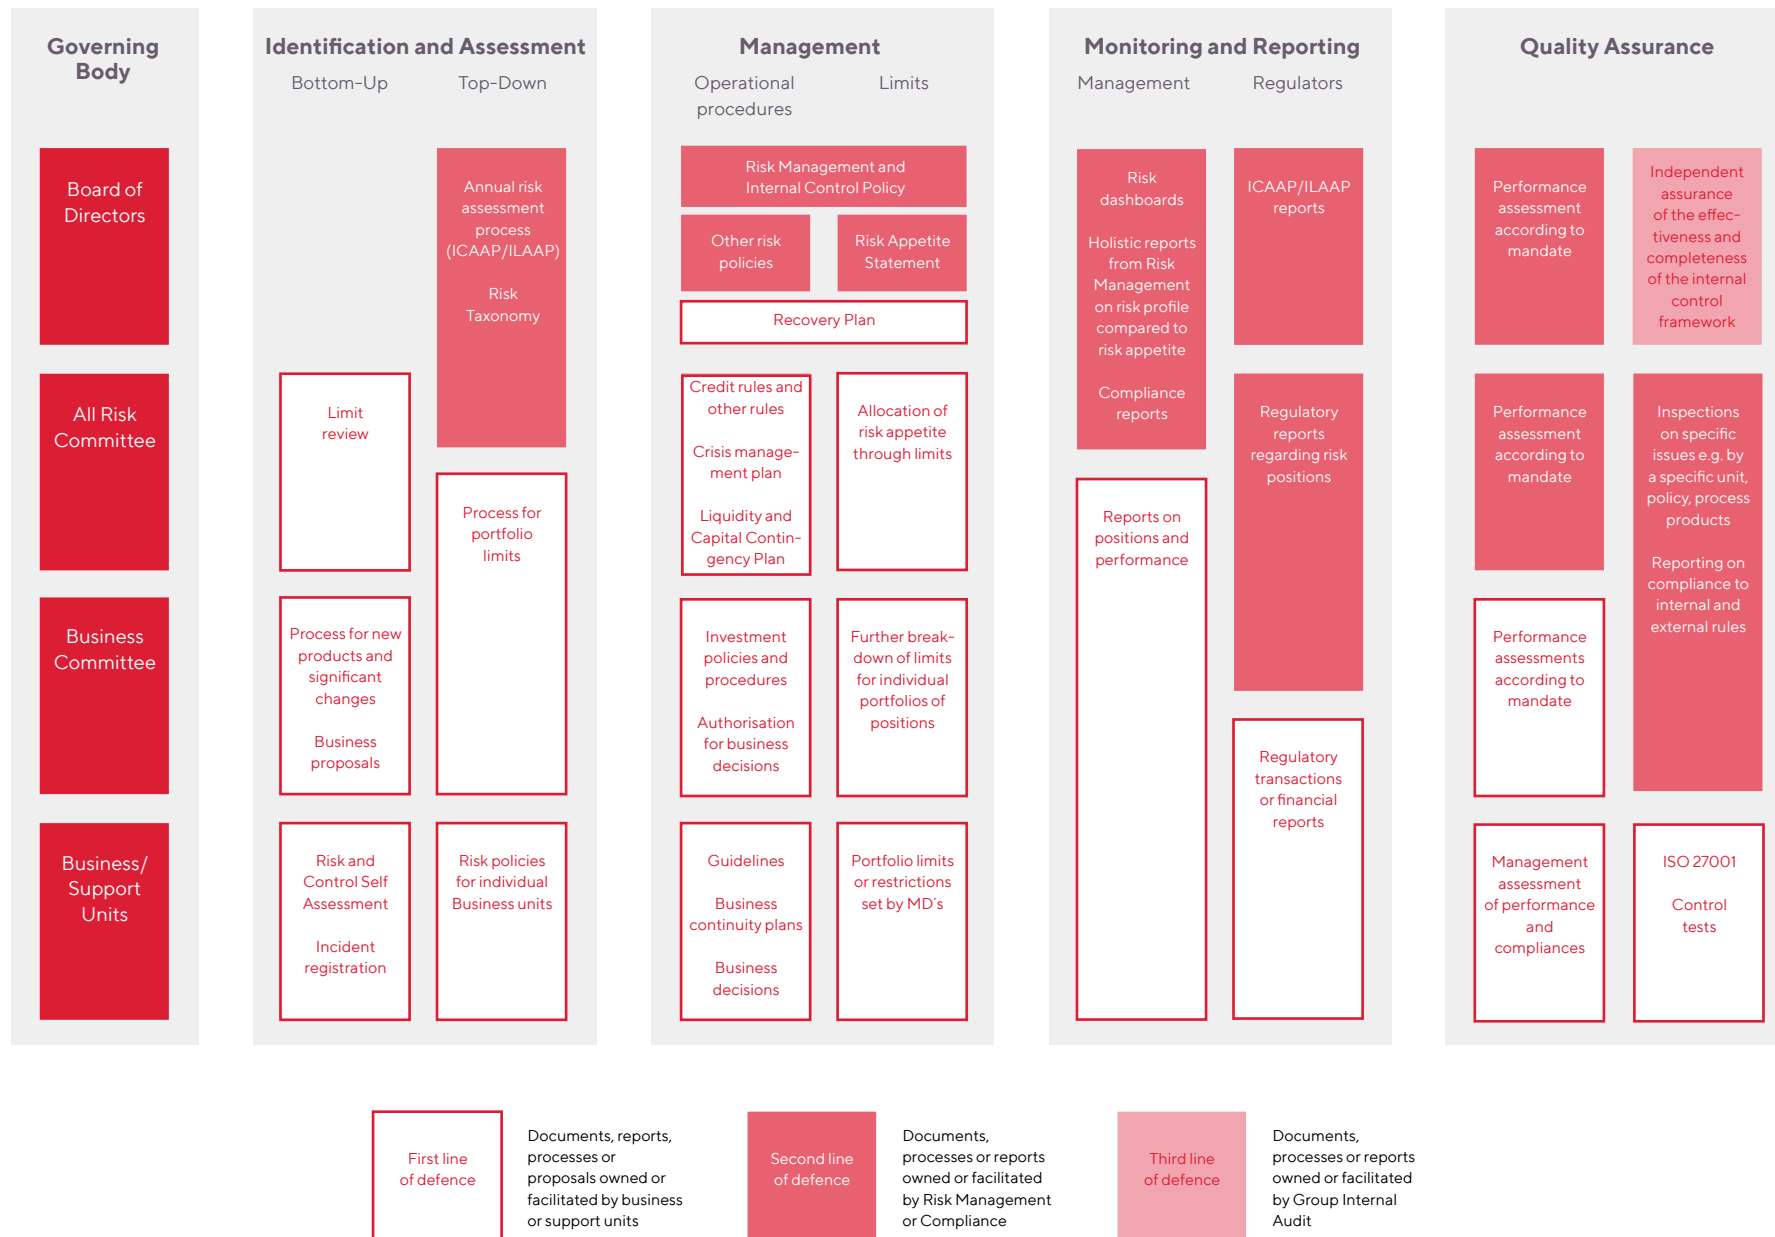 Governing
Body
Board of
Directors
All Risk
Committee
Business
Committee
Business/
Support
Units
Identification and Assessment
Bottom-Up
Top-Down
Annual risk
assessment
process
(ICAAP/ILAAP)
Risk
Taxonomy
Limit
review
Process for
portfolio
limits
Process for new
products and
significant
changes
Business
proposals
Risk and
Control Self
Assessment
Incident
registration
Risk policies
for individual
Business units
Management
Operational
procedures
Limits
Risk Management and
Internal Control Policy
Other risk
policies
Risk Appetite
Statement
Recovery Plan
Credit rules and
other rules
Crisis manage-
ment plan
Liquidity and
Capital Contin-
gency Plan
Allocation of
risk appetite
through limits
Investment
policies and
procedures
Authorisation
for business
decisions
Further break-
down of limits
for individual
portfolios of
positions
Guidelines
Business
continuity plans
Business
decisions
Portfolio limits
or restrictions
set by MD´s
Monitoring and Reporting
Management
Regulators
Risk
dashboards
Holistic reports
from Risk
Management
on risk profile
compared to
risk appetite
Compliance
reports
ICAAP/ILAAP
reports
Regulatory
reports
regarding risk
positions
Reports on
positions and
performance
Regulatory
transactions
or financial
reports
Quality Assurance
Performance
assessment
according to
mandate
Independent
assurance
of the effec-
tiveness and
completeness
of the internal
control
framework
Performance
assessment
according to
mandate
Inspections
on specific
issues e.g. by
a specific unit,
policy, process
products
Reporting on
compliance to
internal and
external rules
Performance
assessments
according to
mandate
Management
assessment
of performance
and
compliances
ISO 27001
Control
tests
First line
of defence
Documents, reports,
processes or
proposals owned or
facilitated by business
or support units
Second line
of defence
Documents,
processes or reports
owned or facilitated
by Risk Management
or Compliance
Third line
of defence
Documents,
processes or reports
owned or facilitated
by Group Internal
Audit